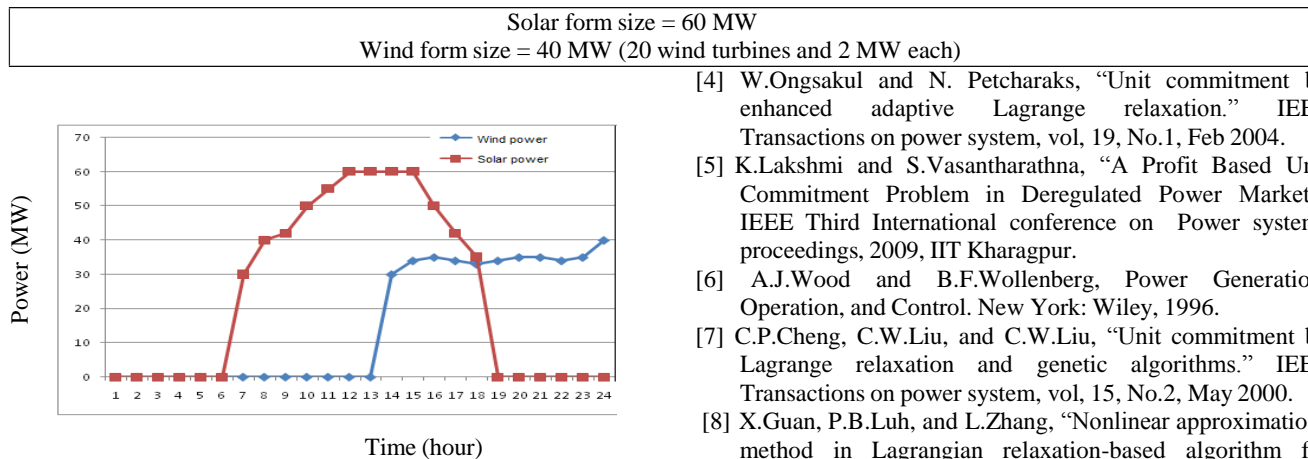 Solar form size = 60 MW
Wind form size = 40 MW (20 wind turbines and 2 MW each)
Power (MW)
70
60
50
40
30
20
10
0
Wind power
Solar power
1 2 3 4 5 6 7 8 9 10 11 12 13 14 15 16 17 18 19 20 21 22 23 24
Time (hour)
[4] W.Ongsakul and N. Petcharaks, “Unit commitment
enhanced adaptive Lagrange relaxation.”
Transactions on power system, vol, 19, No.1, Feb 2004.
[5] K.Lakshmi and S.Vasantharathna, “A Profit Based
Commitment Problem in Deregulated Power Market
IEEE Third International conference on Power system
proceedings, 2009, IIT Kharagpur.
[6] A.J.Wood and B.F.Wollenberg, Power
Operation, and Control. New York: Wiley, 1996.
[7] C.P.Cheng, C.W.Liu, and C.W.Liu, “Unit commitment
Lagrange relaxation and genetic algorithms.”
Transactions on power system, vol, 15, No.2, May 2000.
[8] X.Guan, P.B.Luh, and L.Zhang, “Nonlinear approximation
method in Lagrangian relaxation-based algorithm